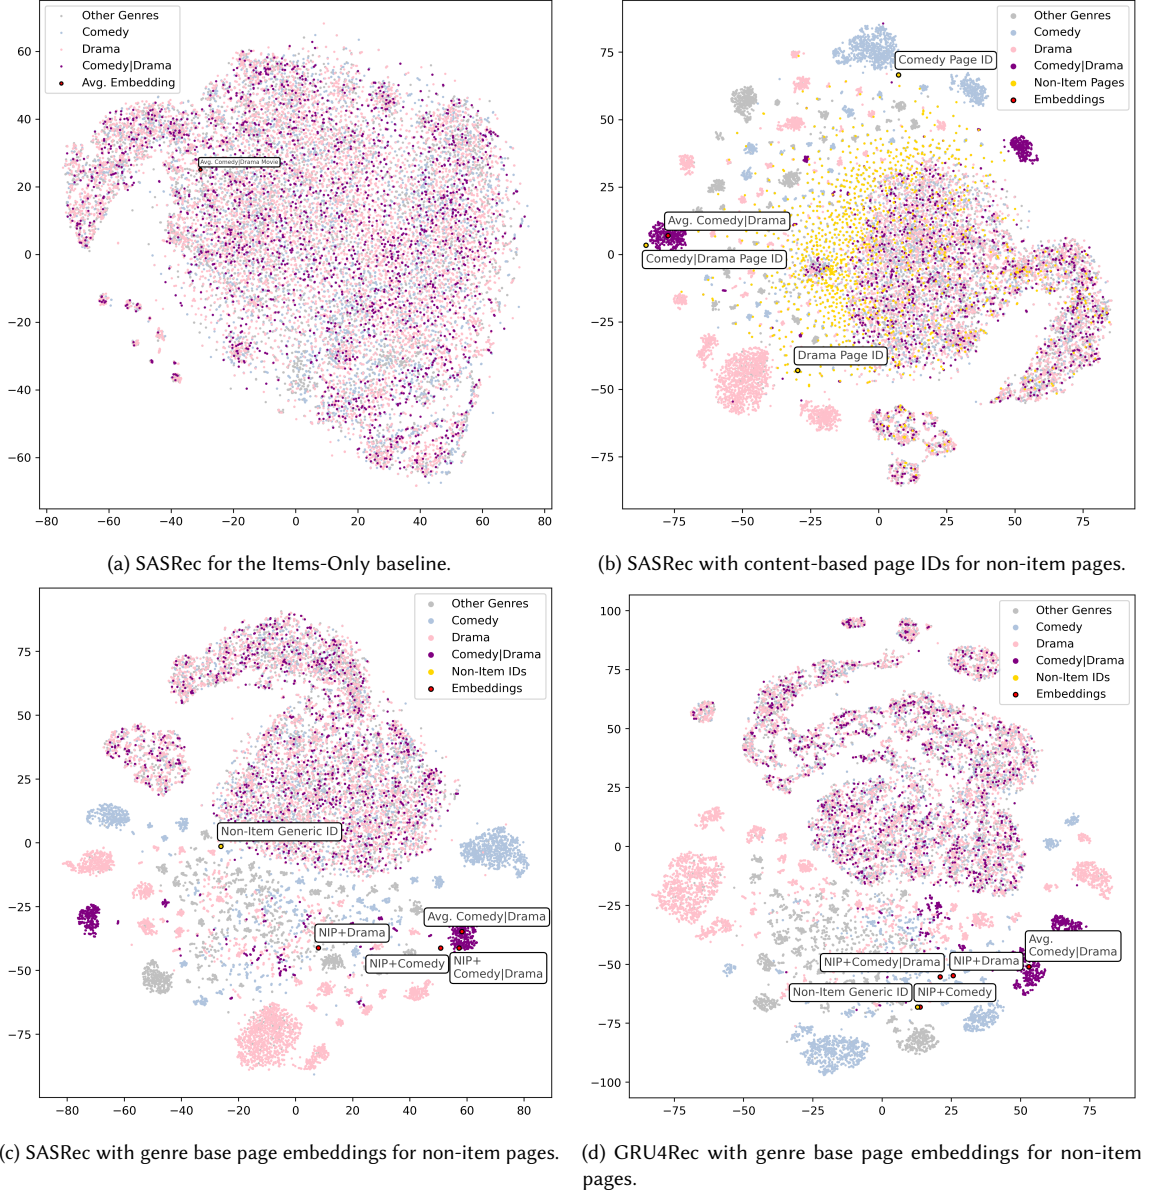 Other Genres
Comedy
Drama
Comedy|Drama
Avg. Embedding
Avg. Comedy|Drama Movie
60
40
20
0
−20
−40
−60
−80 −60 −40 −20 0 20 40 60 80
(a) SASRec for the Items-Only baseline.
Other Genres
Comedy
Drama
Comedy|Drama
Non-Item Pages
Embeddings
Comedy Page ID
Avg. Comedy|Drama
Comedy|Drama Page ID
Drama Page ID
75
50
25
0
−25
−50
−75
−75 −50 −25 0 25 50 75
(b) SASRec with content-based page IDs for non-item pages.
Other Genres
Comedy
Drama
Comedy|Drama
Non-Item IDs
Embeddings
Non-Item Generic ID
Avg. Comedy|Drama
NIP+Drama
NIP+Comedy
NIP+
Comedy|Drama
75
50
25
0
−25
−50
−75
−80 −60 −40 −20 0 20 40 60 80
(c) SASRec with genre base page embeddings for non-item pages.
Other Genres
Comedy
Drama
Comedy|Drama
Non-Item IDs
Embeddings
Avg.
Comedy|Drama
NIP+Comedy|Drama
NIP+Drama
Non-Item Generic ID
NIP+Comedy
100
75
50
25
0
−25
−50
−75
−100
−75 −50 −25 0 25 50 75
(d) GRU4Rec with genre base page embeddings for non-item
pages.